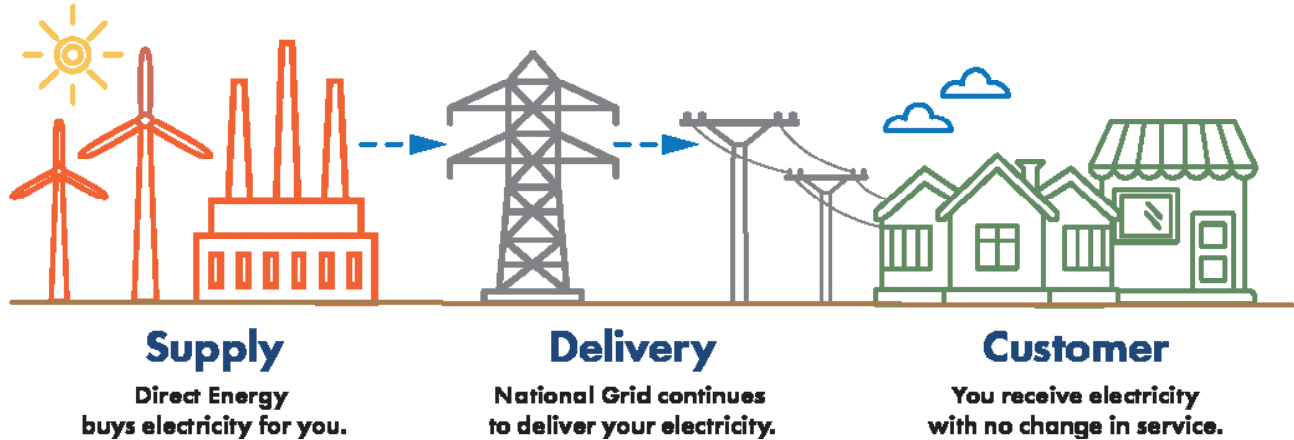 Supply
Direct Energy
buys electricity for you.
Delivery
National Grid continues
to deliver your electricity.
Customer
You receive electricity
with no change in service.